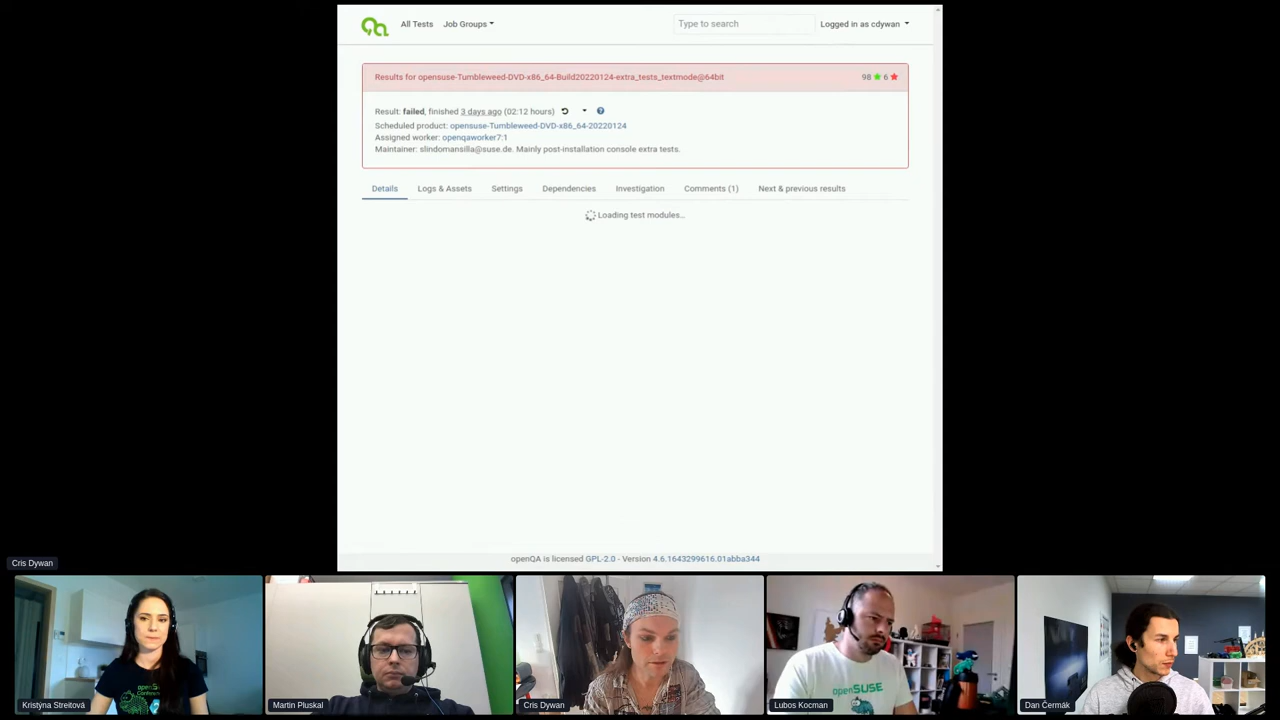 All Tests Job Groups Type to search Logged in as cdywan
Results for opensuse-Tumbleweed-DVD-x86_64-Build20220124-extra_tests_textmode@64bit 98 6
Result: failed, finished 3 days ago (02:12 hours)
Scheduled product: opensuse-Tumbleweed-DVD-x86_64-20220124
Assigned worker: openqaworker7:1
Maintainer: slindomansilla@suse.de. Mainly post-installation console extra tests.
Details Logs & Assets Settings Dependencies Investigation Comments (1) Next & previous results
Loading test modules...
openQA is licensed GPL-2.0 - Version 4.6.1643299616.01abba344
Cris Dywan
openSUSE
Kristýna Streitová Martin Pluskal Cris Dywan Lubos Kocman Dan Čermák